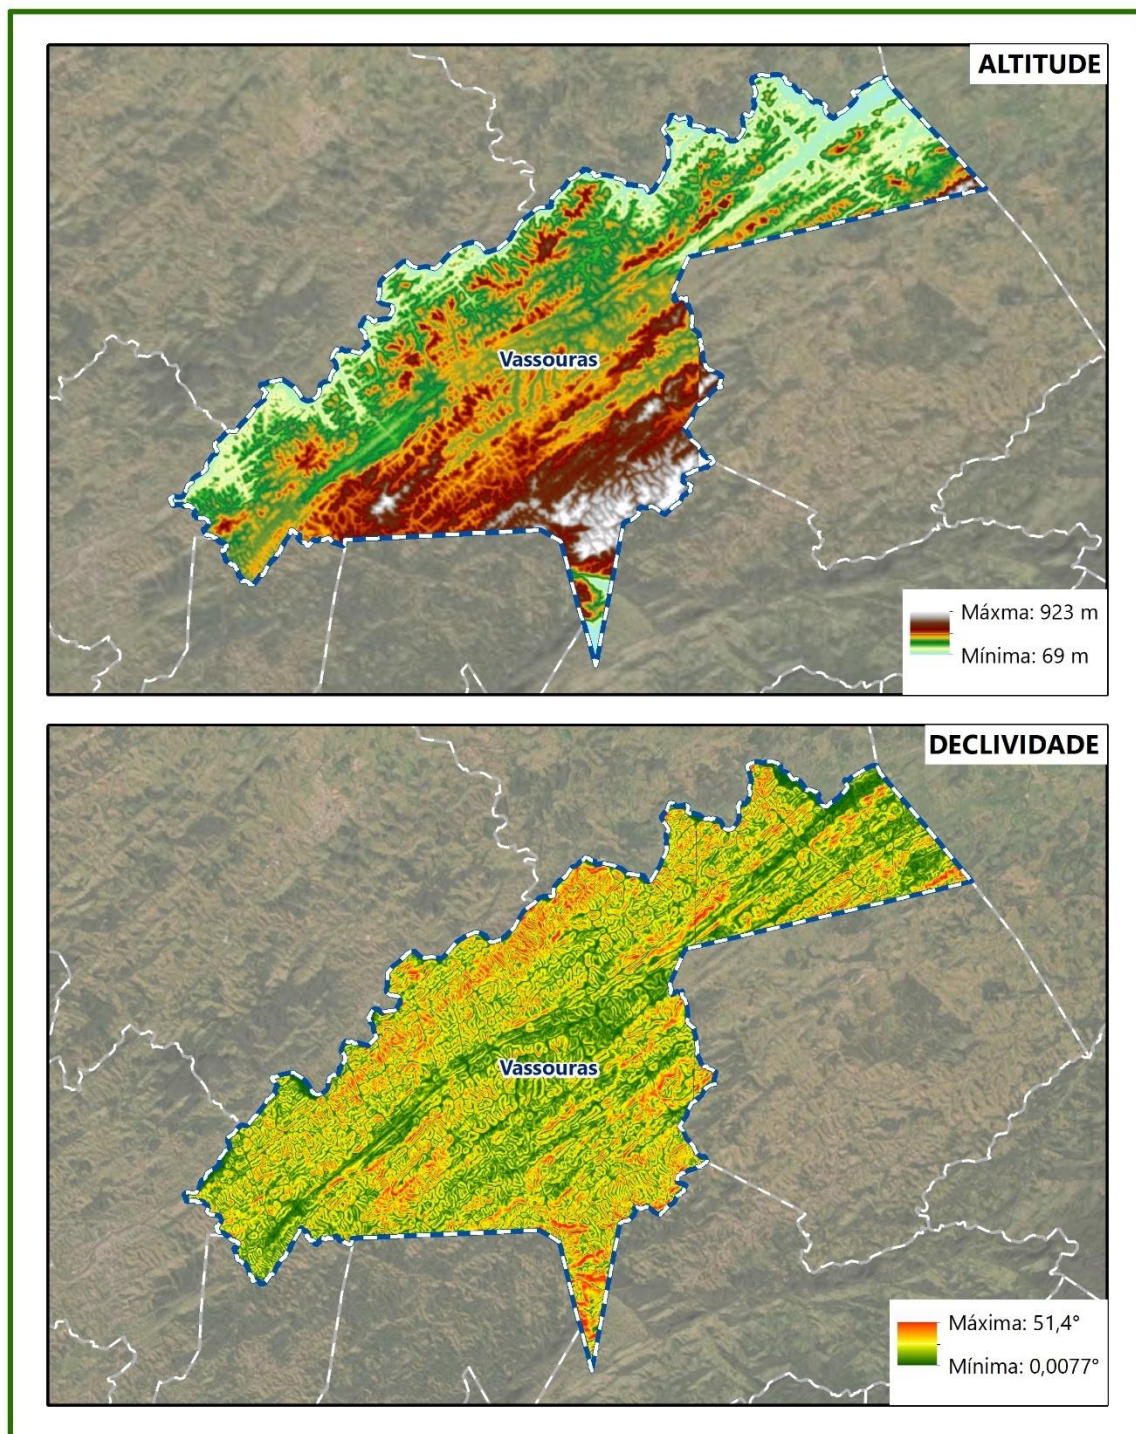 ALTITUDE
Vassouras
Máxma: 923 m
Mínima: 69 m
DECLIVIDADE
Vassouras
Máxima: 51,4°
Mínima: 0,0077°